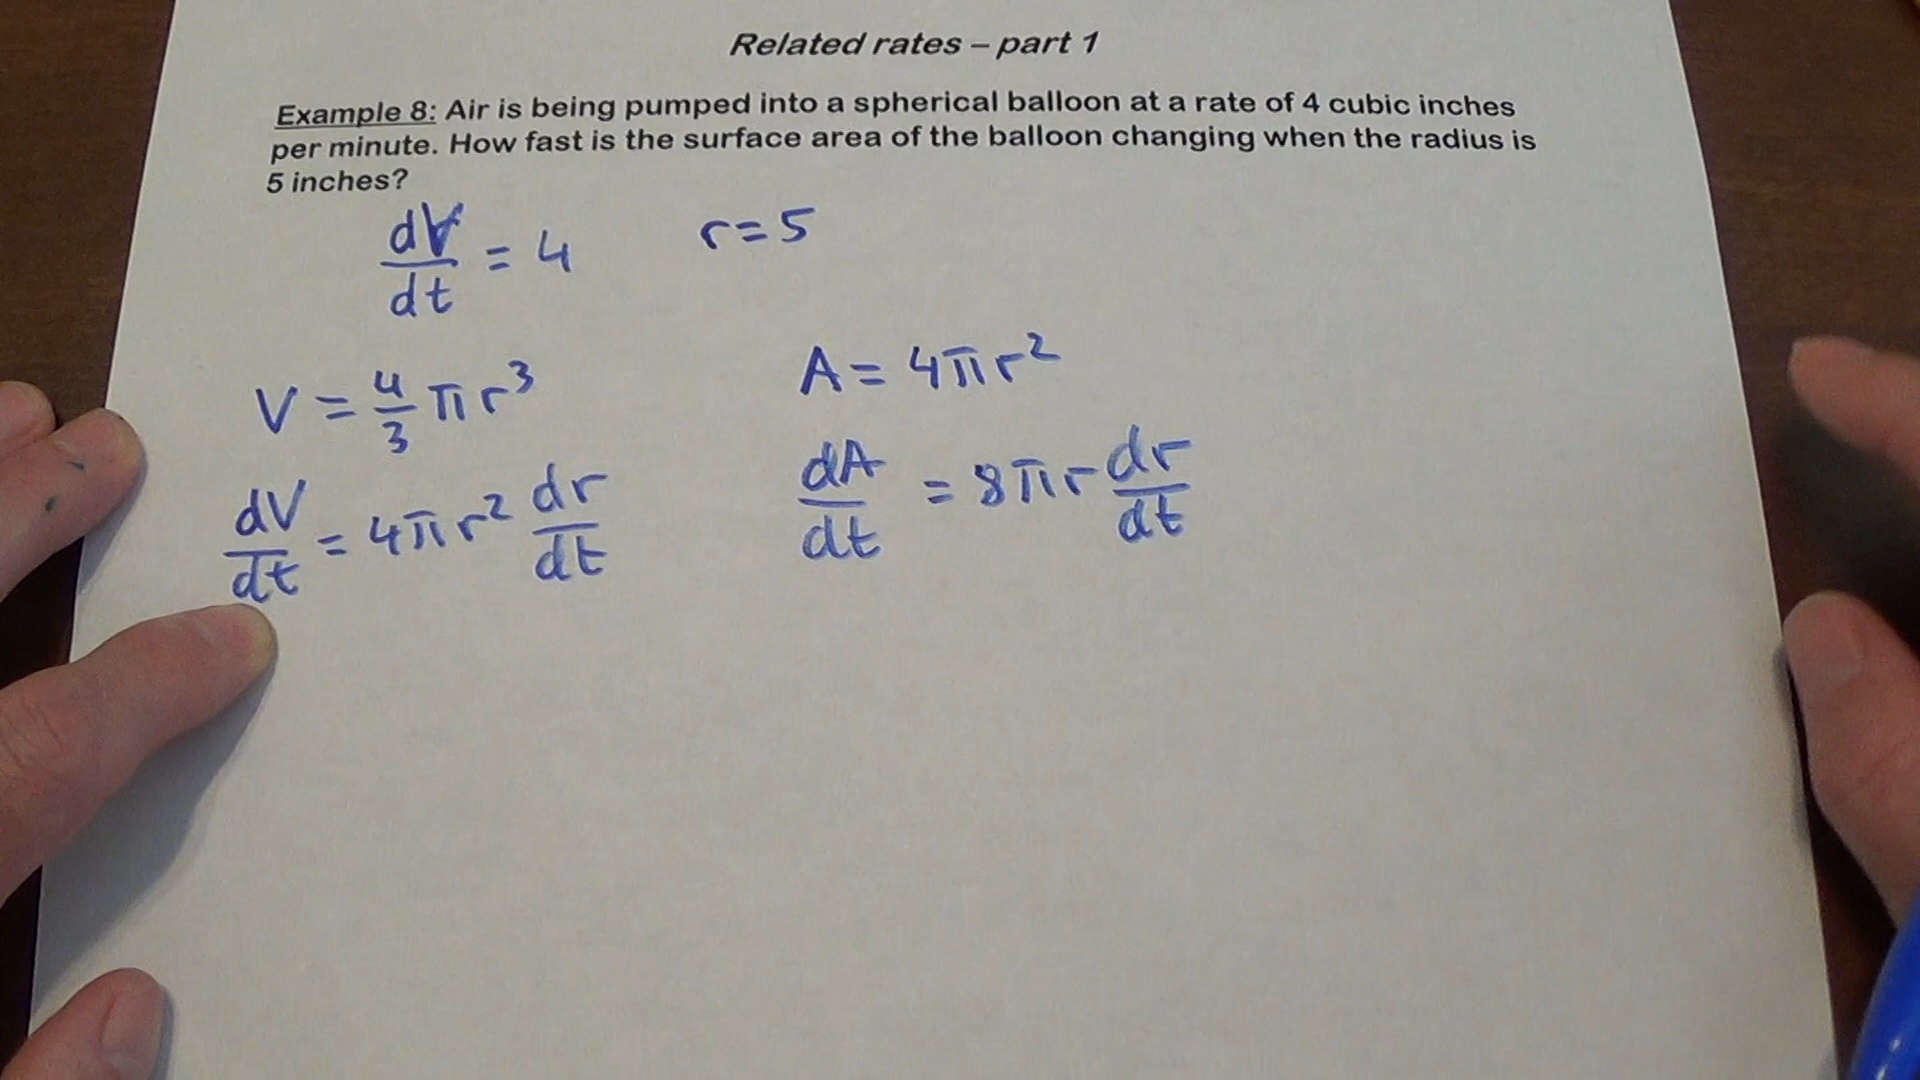 Related rates – part 1
Example 8: Air is being pumped into a spherical balloon at a rate of 4 cubic inches
per minute. How fast is the surface area of the balloon changing when the radius is
5 inches?
dV/dt = 4    r = 5
V = 4/3 πr³    A = 4πr²
dV/dt = 4πr² dr/dt    dA/dt = 8πr dr/dt